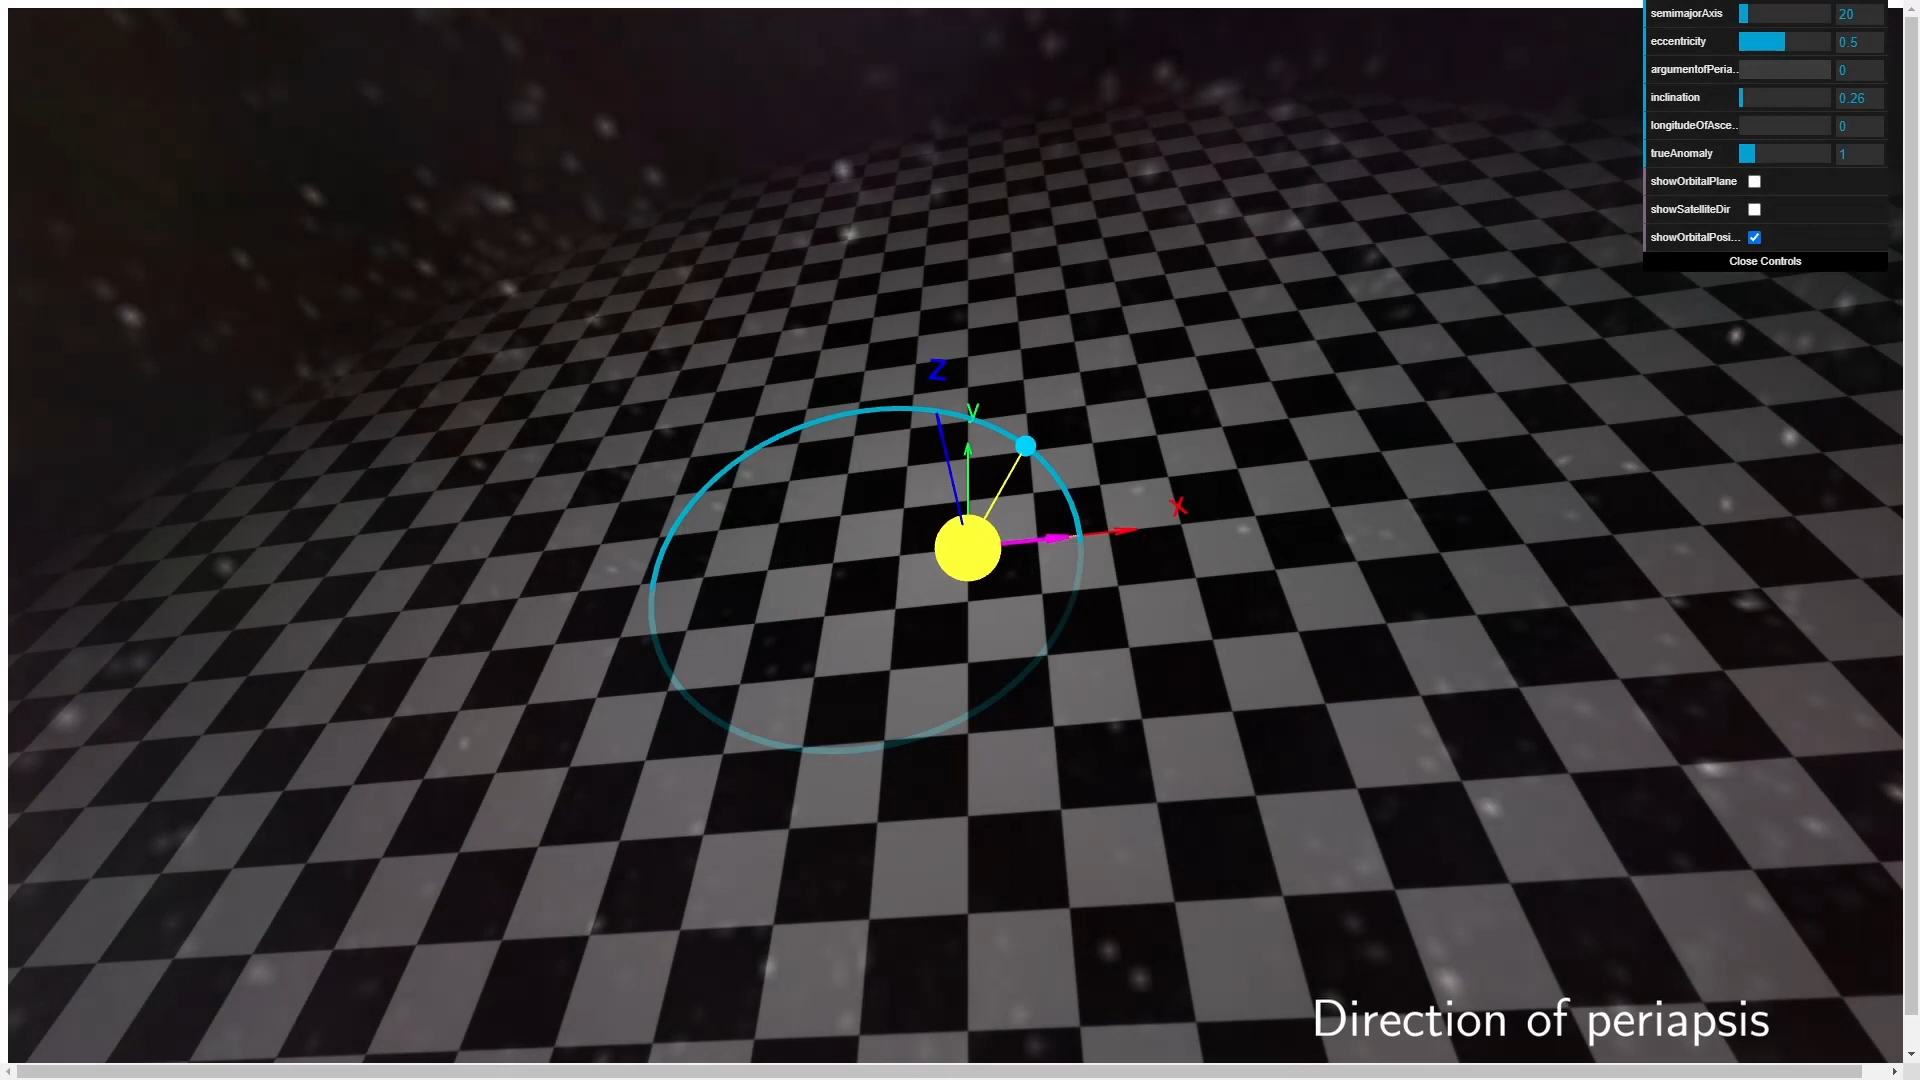 semimajorAxis 20
eccentricity 0.5
argumentofPeria.. 0
inclination 0.26
longitudeOfAsce.. 0
trueAnomaly 1
showOrbitalPlane
showSatelliteDir
showOrbitalPosi...
Close Controls
Z
y
X
Direction of periapsis